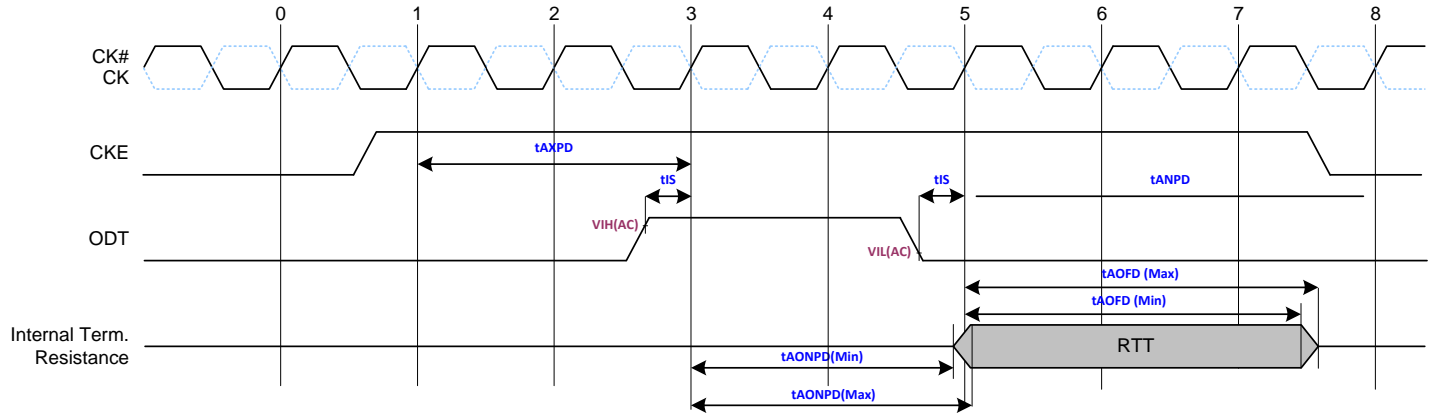 0 1 2 3 4 5 6 7 8
CK#
CK
CKE
tAXPD
tIS
tIS
tANPD
VIH(AC)
ODT
VIL(AC)
tAOFD (Max)
tAOFD (Min)
Internal Term.
Resistance
RTT
tAONPD(Min)
tAONPD(Max)